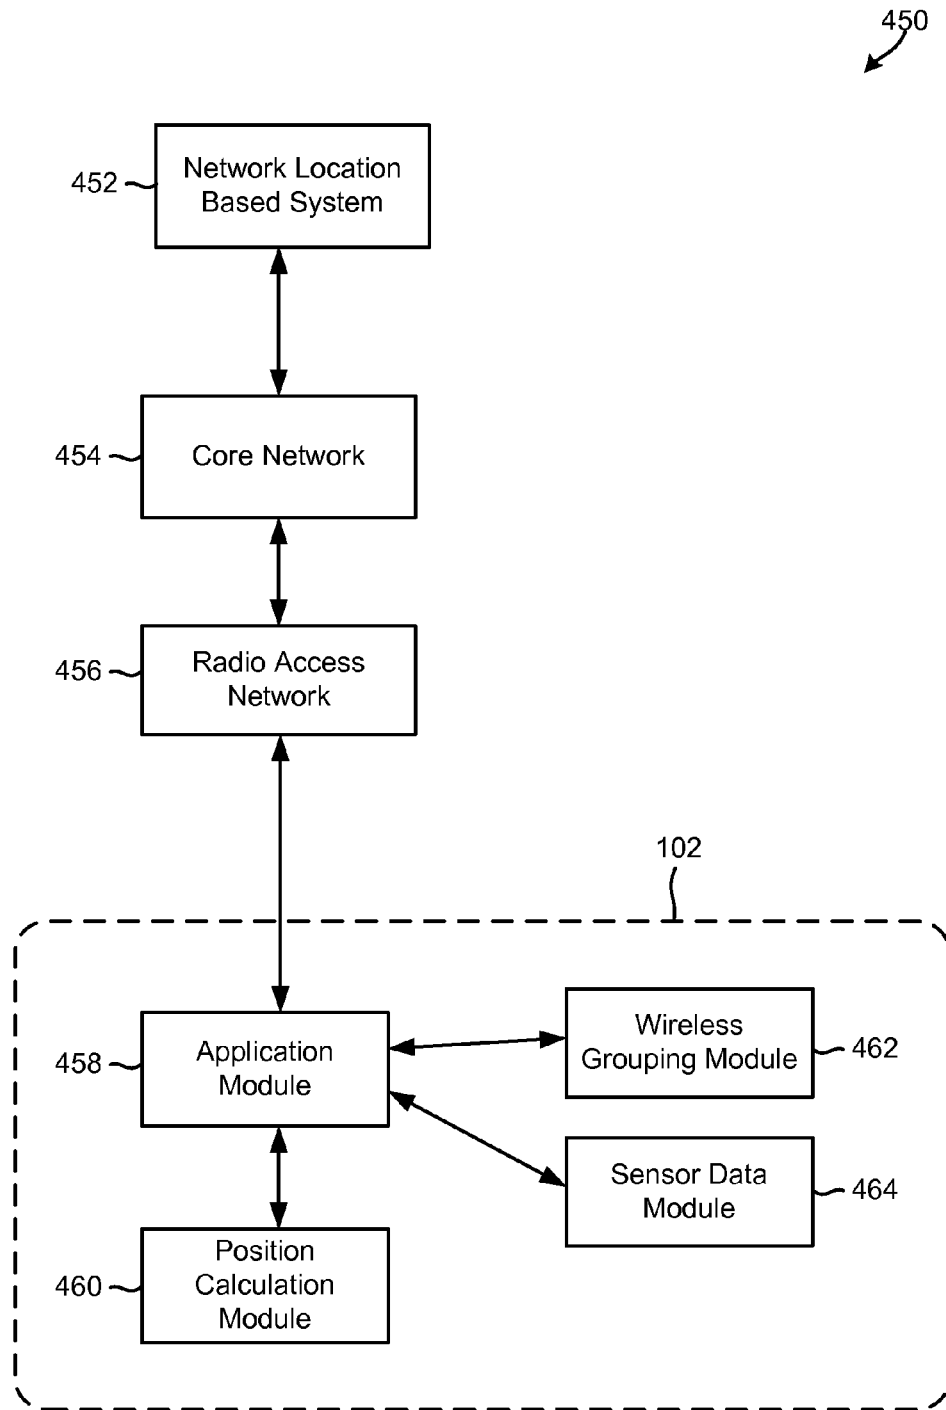 450
Network Location
Based System
452
Core Network
454
Radio Access
Network
456
102
Application
Module
458
Wireless
Grouping Module
462
Sensor Data
Module
464
Position
Calculation
Module
460